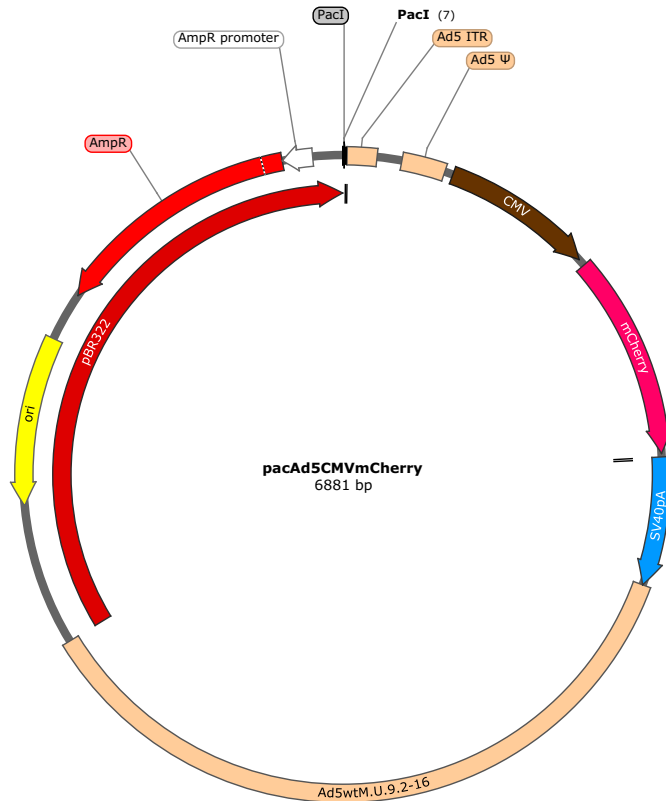 PacI
PacI (7)
AmpR promoter
Ad5 ITR
Ad5 Ψ
AmpR
CMV
mCherry
pBR322
ori
pacAd5CMVmCherry
6881 bp
SV40pA
Ad5wtM.U.9.2-16